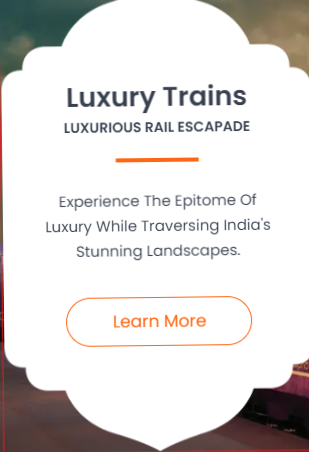 Luxury Trains
LUXURIOUS RAIL ESCAPADE
Experience The Epitome Of
Luxury While Traversing India's
Stunning Landscapes.
Learn More